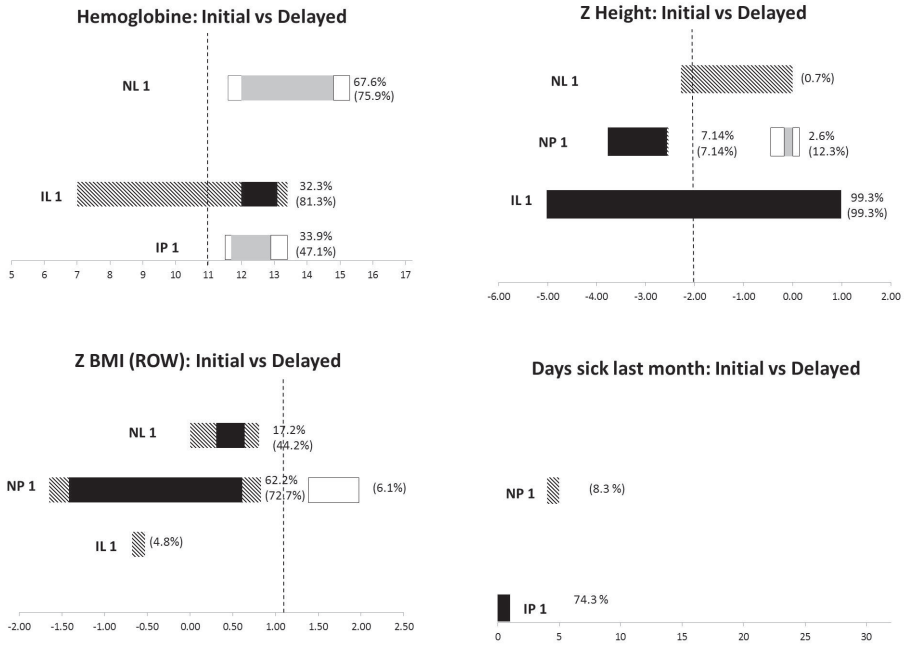 Hemoglobine: Initial vs Delayed
NL 1
67.6%
(75.9%)
IL 1
32.3%
(81.3%)
IP 1
33.9%
(47.1%)
5 6 7 8 9 10 11 12 13 14 15 16 17
Z Height: Initial vs Delayed
NL 1
(0.7%)
NP 1
7.14%
(7.14%)
2.6%
(12.3%)
IL 1
99.3%
(99.3%)
-6.00 -5.00 -4.00 -3.00 -2.00 -1.00 0.00 1.00 2.00
Z BMI (ROW): Initial vs Delayed
NL 1
17.2%
(44.2%)
NP 1
62.2%
(72.7%)
(6.1%)
IL 1
(4.8%)
-2.00 -1.50 -1.00 -0.50 0.00 0.50 1.00 1.50 2.00 2.50
Days sick last month: Initial vs Delayed
NP 1
(8.3 %)
IP 1
74.3 %
0 5 10 15 20 25 30